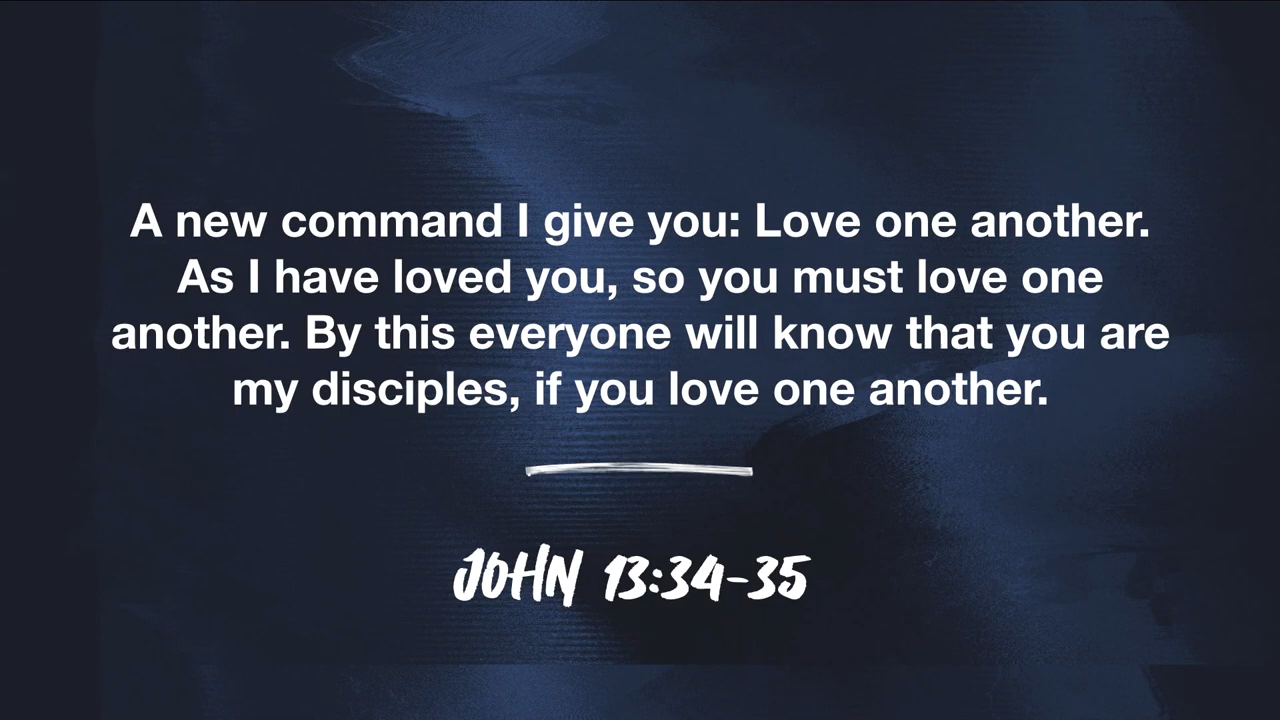 A new command I give you: Love one another.
As I have loved you, so you must love one
another. By this everyone will know that you are
my disciples, if you love one another.
JOHN 13:34-35